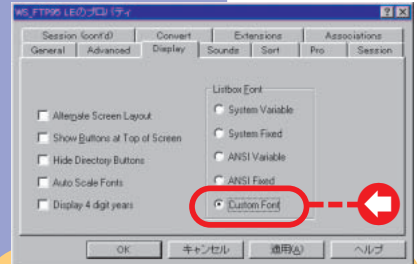 WS_FTP95 LEのプロパティ
Session (cont'd) Convert Extensions Associations
General Advanced Display Sounds Sort Pro Session
Listbox Font
Alternate Screen Layout
System Variable
Show Buttons at Top of Screen
System Fixed
Hide Directory Buttons
ANSI Variable
Auto Scale Fonts
ANSI Fixed
Display 4 digit years
Custom Font
OK キャンセル 適用(A) ヘルプ